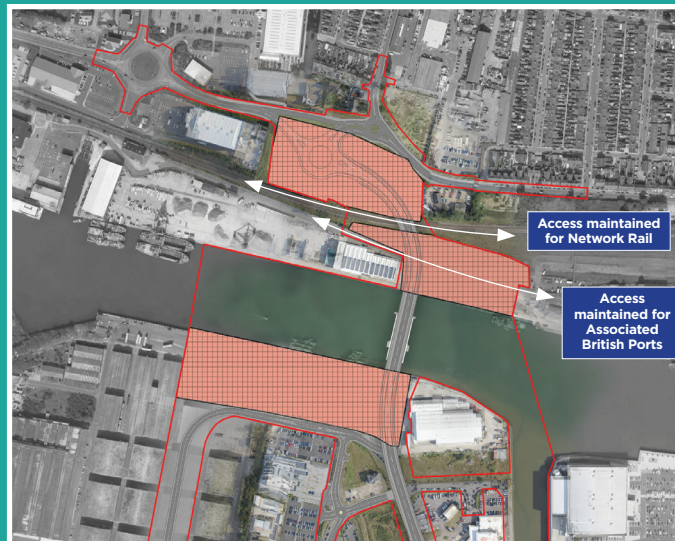 Access maintained
for Network Rail
Access
maintained for
Associated
British Ports